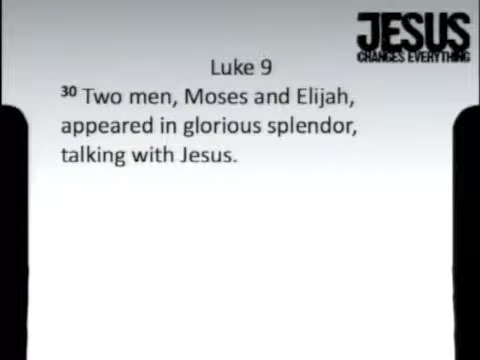 JESUS
CHANGES EVERYTHING
Luke 9
30 Two men, Moses and Elijah,
appeared in glorious splendor,
talking with Jesus.